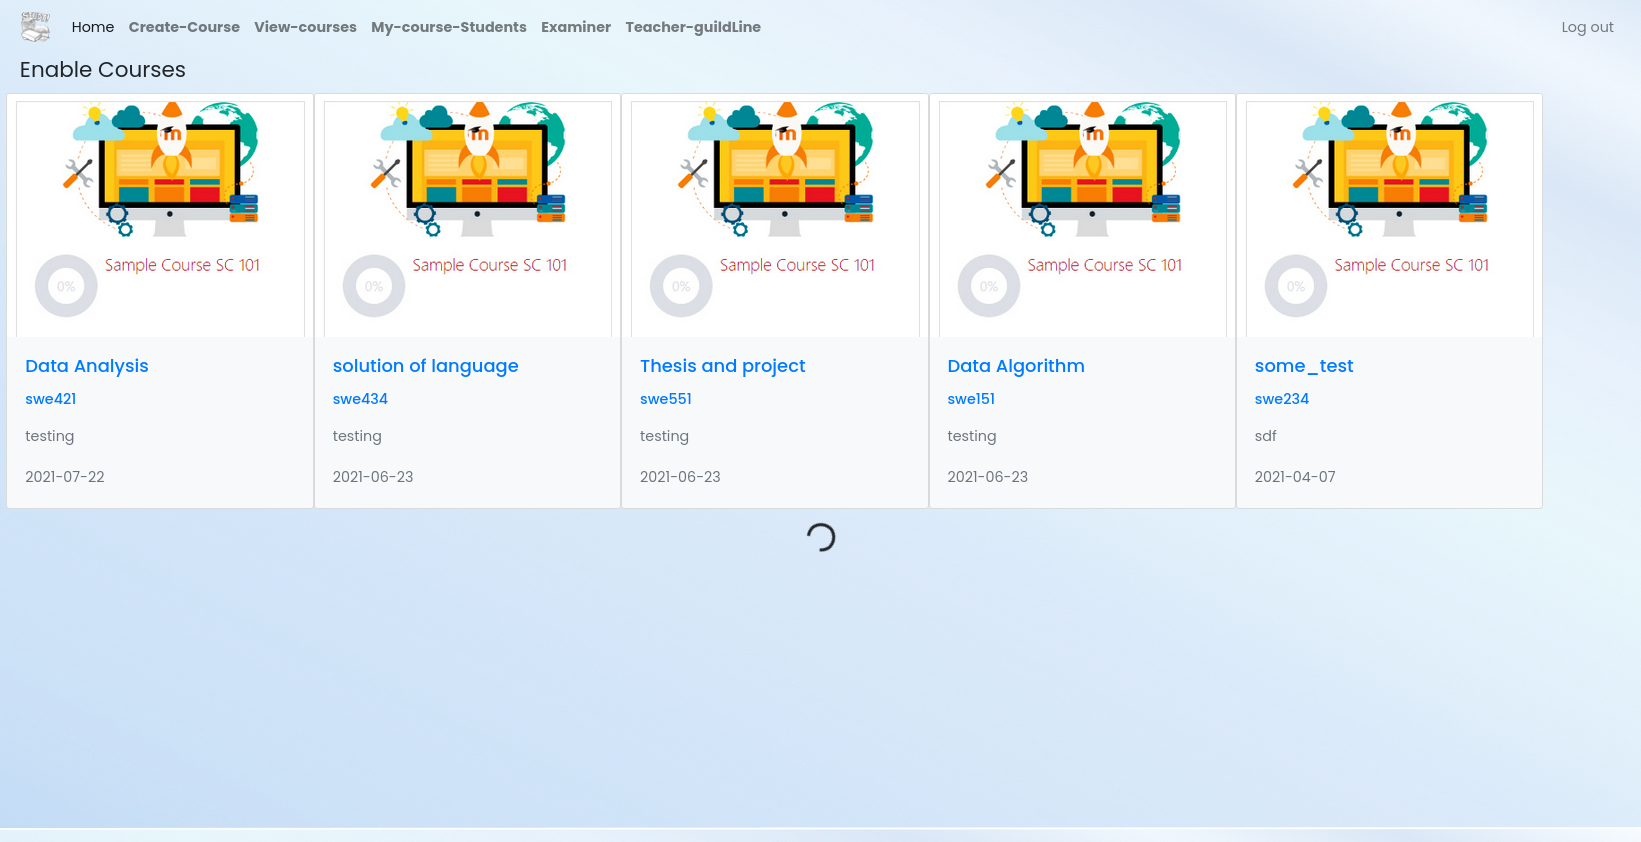 Home Create-Course View-courses My-course-Students Examiner Teacher-guildLine Log out
Enable Courses
0% Sample Course SC 101
0% Sample Course SC 101
0% Sample Course SC 101
0% Sample Course SC 101
0% Sample Course SC 101
Data Analysis
swe421
testing
2021-07-22
solution of language
swe434
testing
2021-06-23
Thesis and project
swe551
testing
2021-06-23
Data Algorithm
swe151
testing
2021-06-23
some_test
swe234
sdf
2021-04-07